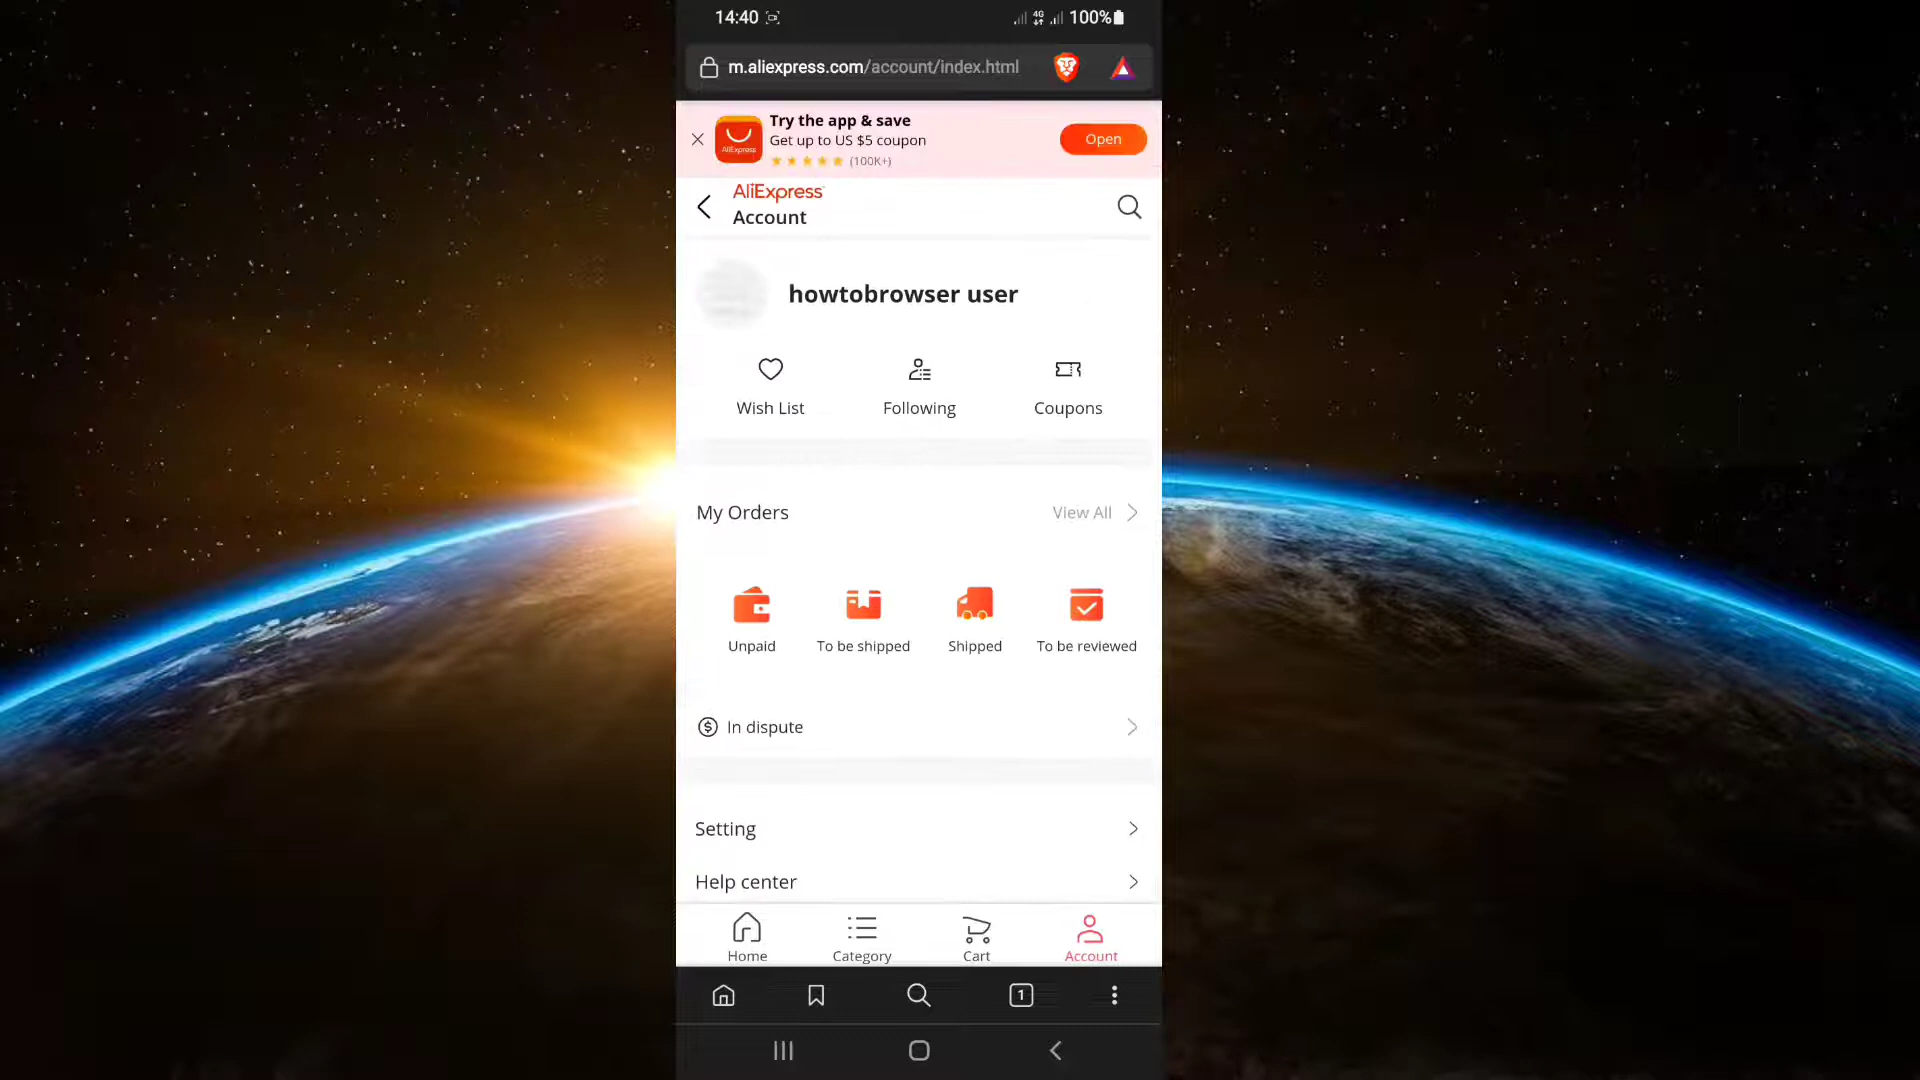 14:40 4G 100%
m.aliexpress.com/account/index.html
Try the app & save
Get up to US $5 coupon
(100K+)
AliExpress
Open
AliExpress
Account
howtobrowser user
Wish List Following Coupons
My Orders View All
Unpaid To be shipped Shipped To be reviewed
In dispute
Setting
Help center
Home Category Cart Account
1